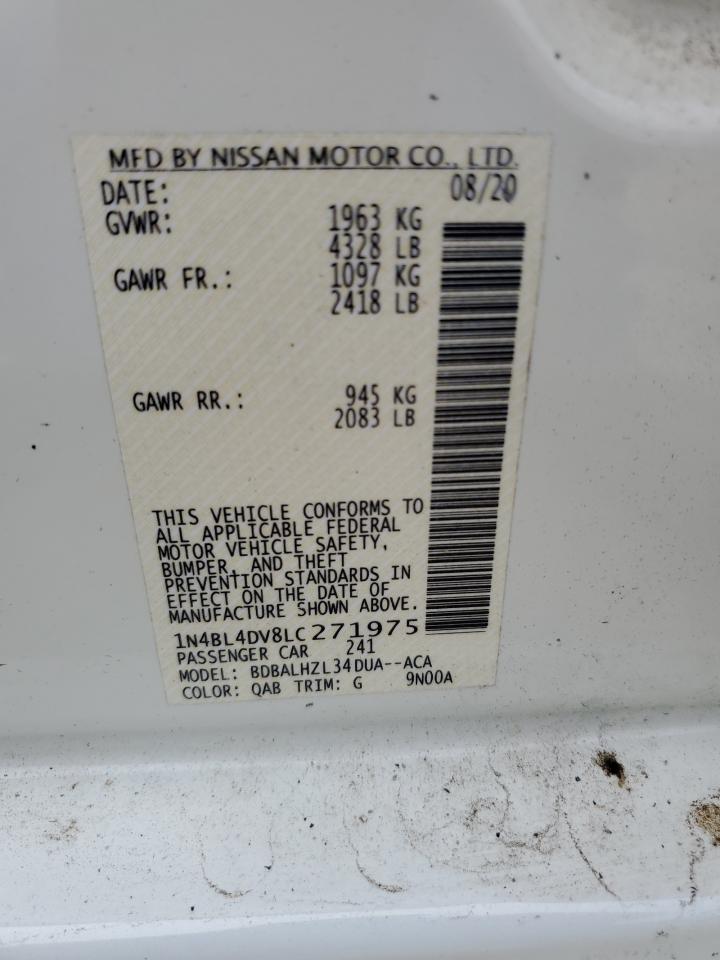 MFD BY NISSAN MOTOR CO., LTD.
DATE: 08/20
GVWR: 1963 KG
4328 LB
GAWR FR.: 1097 KG
2418 LB
GAWR RR.: 945 KG
2083 LB
THIS VEHICLE CONFORMS TO
ALL APPLICABLE FEDERAL
MOTOR VEHICLE SAFETY,
BUMPER, AND THEFT
PREVENTION STANDARDS IN
EFFECT ON THE DATE OF
MANUFACTURE SHOWN ABOVE.
1N4BL4DV8LC271975
PASSENGER CAR 241
MODEL: BDBALHZL34DUA--ACA
COLOR: QAB TRIM: G 9N00A